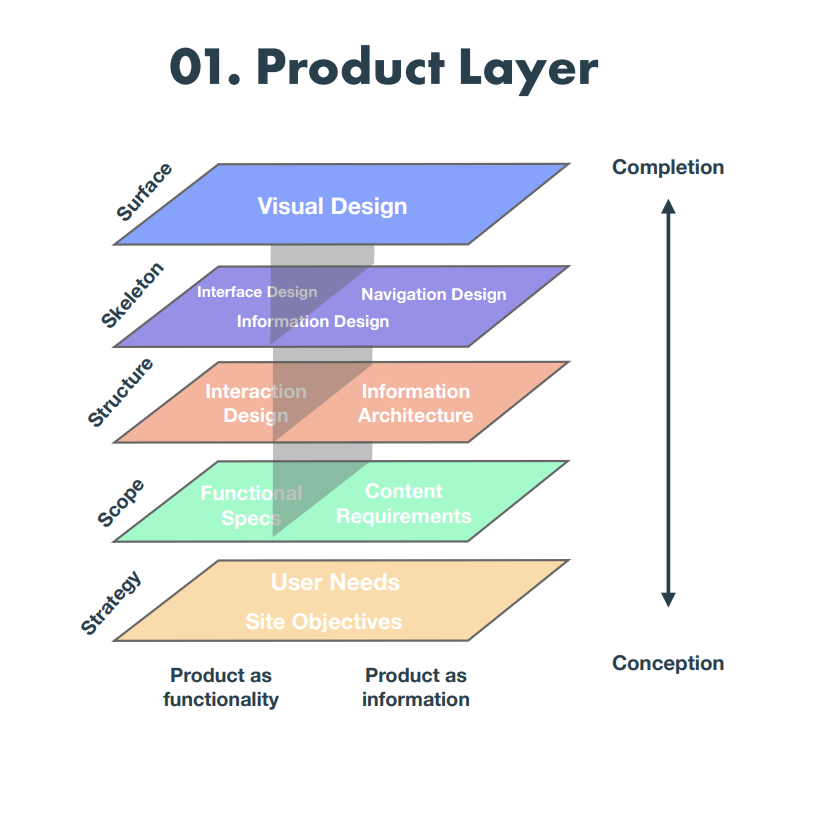 01. Product Layer
Completion
Surface
Visual Design
Skeleton
Interface Design
Navigation Design
Information Design
Structure
Interaction
Design
Information
Architecture
Scope
Functional
Specs
Content
Requirements
Strategy
User Needs
Site Objectives
Conception
Product as
functionality
Product as
information